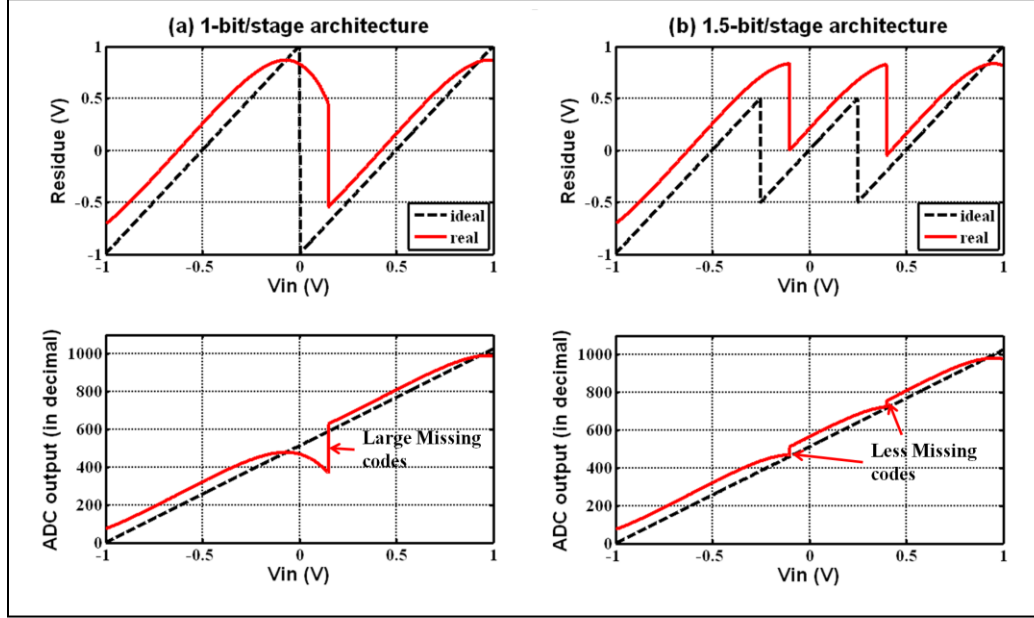 (a) 1-bit/stage architecture
(b) 1.5-bit/stage architecture
Residue (V)
1
0.5
0
-0.5
-1
-1
-0.5
0
0.5
1
Vin (V)
ideal
real
Residue (V)
1
0.5
0
-0.5
-1
-1
-0.5
0
0.5
1
Vin (V)
ideal
real
ADC output (in decimal)
1000
800
600
400
200
0
-1
-0.5
0
0.5
1
Vin (V)
Large Missing
codes
ADC output (in decimal)
1000
800
600
400
200
0
-1
-0.5
0
0.5
1
Vin (V)
Less Missing
codes